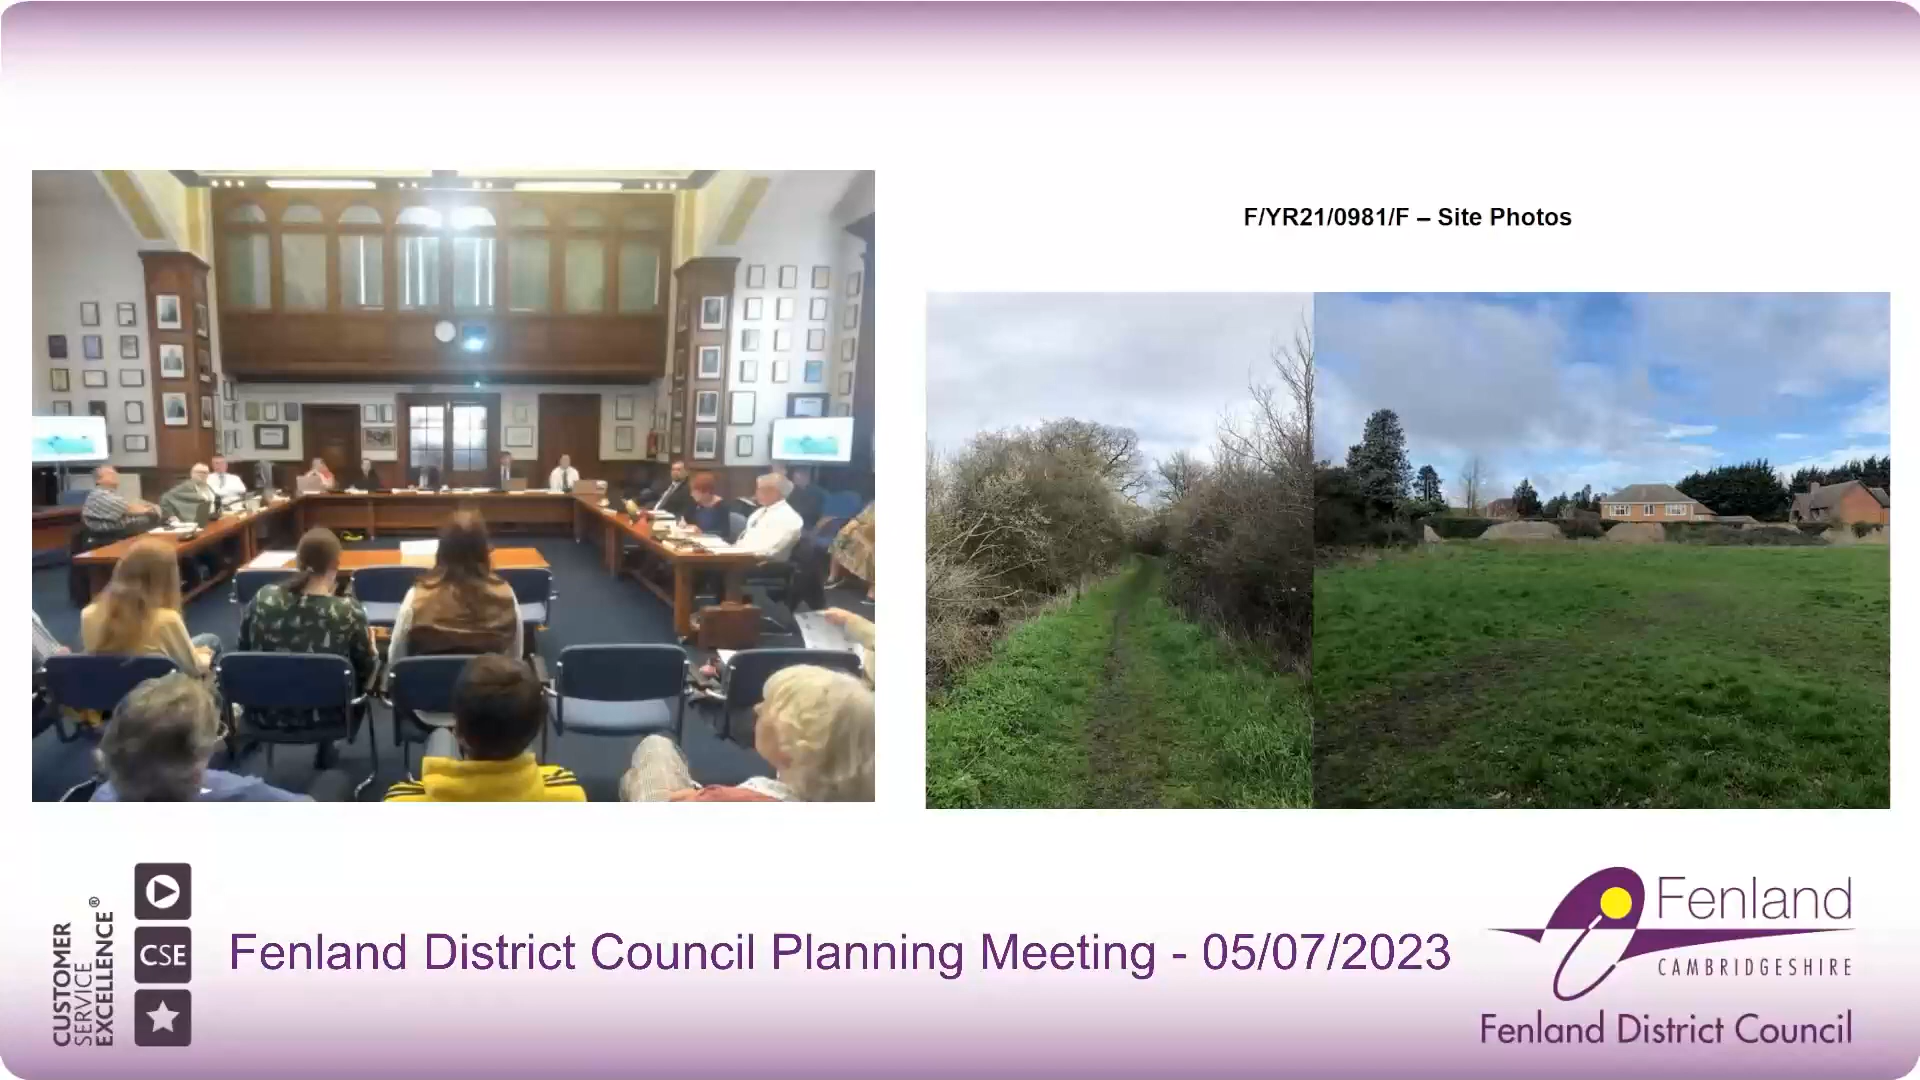 F/YR21/0981/F – Site Photos
CUSTOMER
SERVICE
EXCELLENCE®
CSE
Fenland District Council Planning Meeting - 05/07/2023
Fenland
CAMBRIDGESHIRE
Fenland District Council